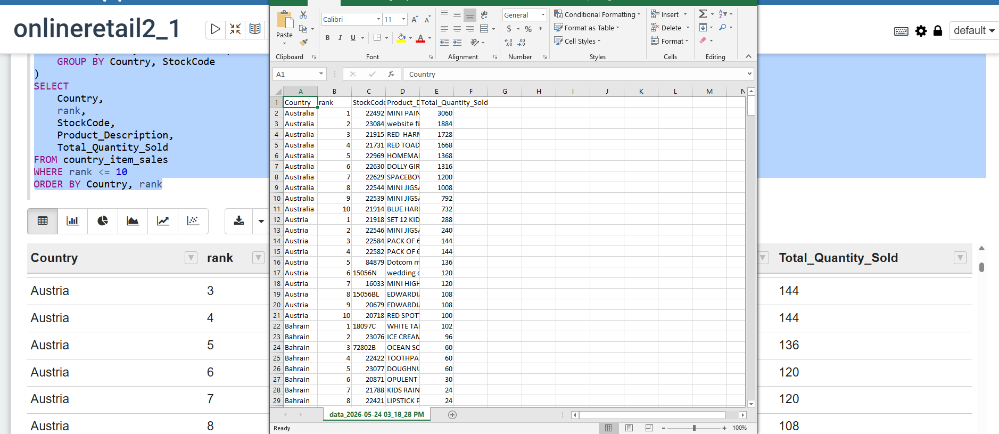 onlineretail2_1
default
GROUP BY Country, StockCode
)
SELECT
Country,
rank,
StockCode,
Product_Description,
Total_Quantity_Sold
FROM country_item_sales
WHERE rank <= 10
ORDER BY Country, rank
Country rank Total_Quantity_Sold
Austria 3 144
Austria 4 144
Austria 5 136
Austria 6 120
Austria 7 120
Austria 8 108
Paste
Calibri 11
B I U
General
$ % ,
Conditional Formatting
Format as Table
Cell Styles
Insert
Delete
Format
Clipboard Font Alignment Number Styles Cells Editing
A1 fx Country
A B C D E F G H I J K L M N
1 Country rank StockCode Product_D Total_Quantity_Sold
2 Australia 1 22492 MINI PAIN 3060
3 Australia 2 23084 website fi 1884
4 Australia 3 21915 RED HARM 1728
5 Australia 4 21731 RED TOAD 1668
6 Australia 5 22969 HOMEMA 1368
7 Australia 6 22630 DOLLY GIR 1316
8 Australia 7 22629 SPACEBOY 1200
9 Australia 8 22544 MINI JIGSA 1008
10 Australia 9 22539 MINI JIGSA 792
11 Australia 10 21914 BLUE HARM 732
12 Austria 1 21918 SET 12 KID 288
13 Austria 2 22546 MINI JIGSA 240
14 Austria 3 22584 PACK OF 6 144
15 Austria 4 22582 PACK OF 6 144
16 Austria 5 84879 Dotcom m 136
17 Austria 6 15056N wedding c 120
18 Austria 7 16033 MINI HIGH 120
19 Austria 8 15056BL EDWARDIA 108
20 Austria 9 20679 EDWARDIA 108
21 Austria 10 20718 RED SPOT 100
22 Bahrain 1 18097C WHITE TAL 102
23 Bahrain 2 23076 ICE CREAM 96
24 Bahrain 3 72802B OCEAN SC 60
25 Bahrain 4 22422 TOOTHPA 60
26 Bahrain 5 23077 DOUGHNU 60
27 Bahrain 6 20871 OPULENT 30
28 Bahrain 7 21788 KIDS RAIN 24
29 Bahrain 8 22421 LIPSTICK P 24
data_2026-05-24 03_18_28 PM
Ready 100%